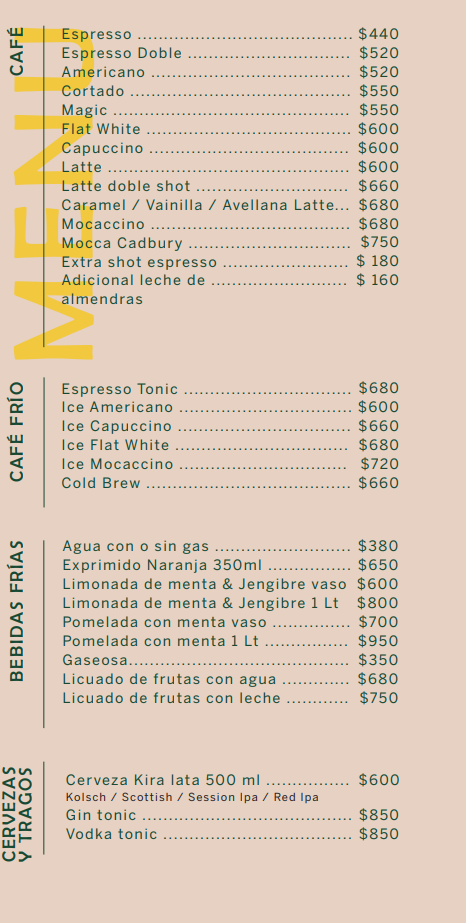 MENU
CAFÉ
Espresso .................................. $440
Espresso Doble .......................... $520
Americano ............................... $520
Cortado ................................... $550
Magic ..................................... $550
Flat White ................................ $600
Capuccino ............................... $600
Latte ...................................... $600
Latte doble shot ........................ $660
Caramel / Vainilla / Avellana Latte... $680
Mocaccino ............................... $680
Mocca Cadbury ......................... $750
Extra shot espresso .................... $ 180
Adicional leche de ...................... $ 160
almendras
CAFÉ FRÍO
Espresso Tonic .......................... $680
Ice Americano ........................... $600
Ice Capuccino ........................... $660
Ice Flat White ............................ $680
Ice Mocaccino .......................... $720
Cold Brew ................................ $660
BEBIDAS FRÍAS
Agua con o sin gas ..................... $380
Exprimido Naranja 350ml ............. $650
Limonada de menta & Jengibre vaso $600
Limonada de menta & Jengibre 1 Lt $800
Pomelada con menta vaso ............ $700
Pomelada con menta 1 Lt ............. $950
Gaseosa.................................. $350
Licuado de frutas con agua ........... $680
Licuado de frutas con leche .......... $750
CERVEZAS
Y TRAGOS
Cerveza Kira lata 500 ml .............. $600
Kolsch / Scottish / Session Ipa / Red Ipa
Gin tonic ................................. $850
Vodka tonic .............................. $850